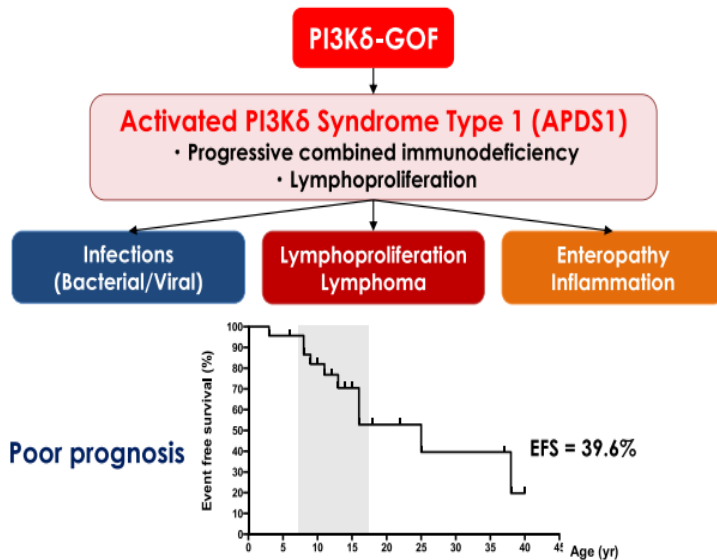 PI3Kδ-GOF
Activated PI3Kδ Syndrome Type 1 (APDS1)
・Progressive combined immunodeficiency
・Lymphoproliferation
Infections
(Bacterial/Viral)
Lymphoproliferation
Lymphoma
Enteropathy
Inflammation
Poor prognosis
Event free survival (%)
100
90
80
70
60
50
40
30
20
10
0
0 5 10 15 20 25 30 35 40 45
Age (yr)
EFS = 39.6%